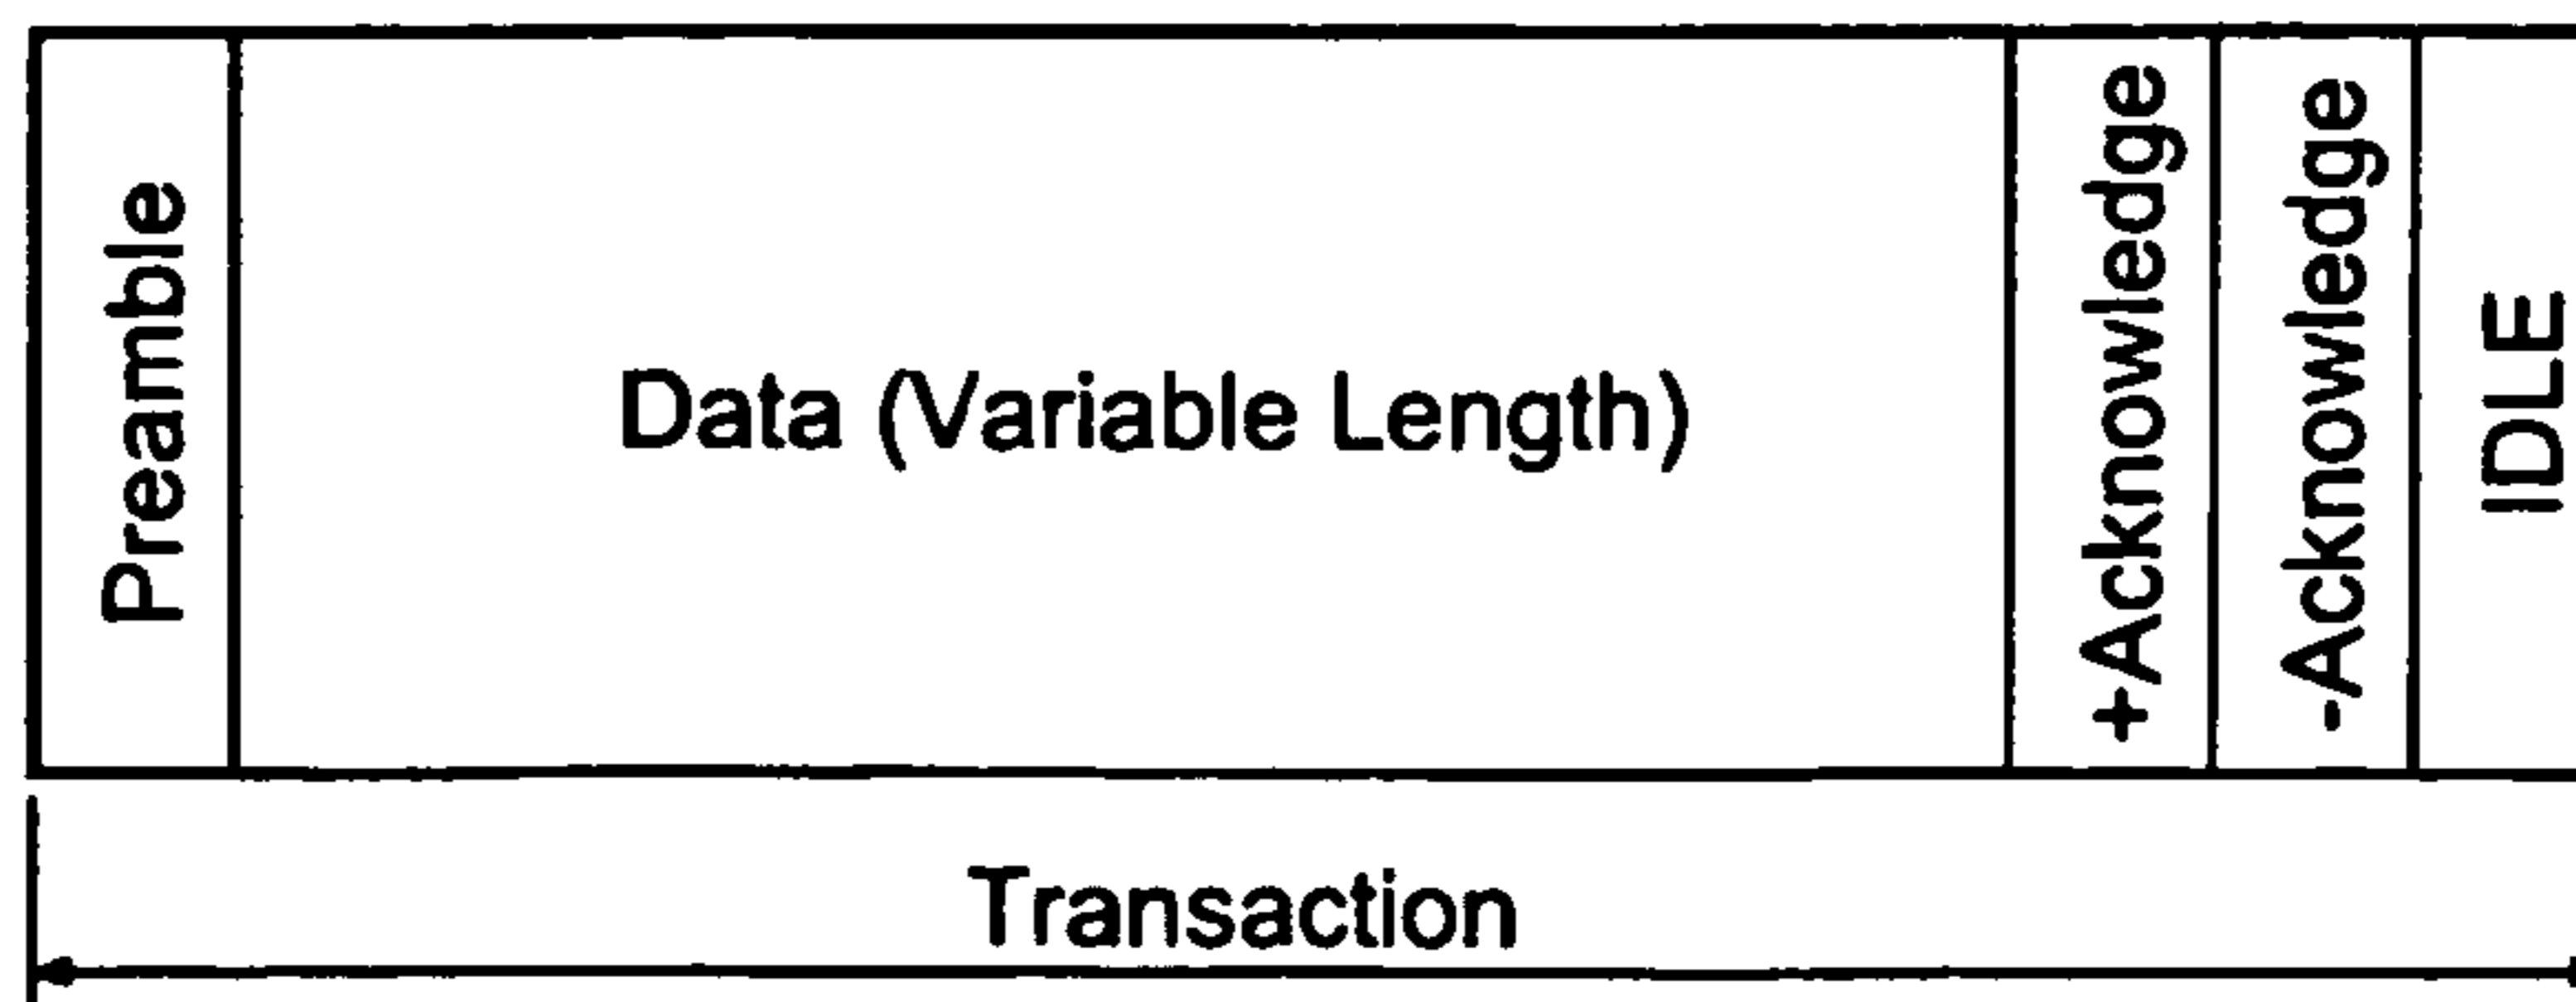 Preamble
Data (Variable Length)
+Acknowledge
-Acknowledge
IDLE
Transaction